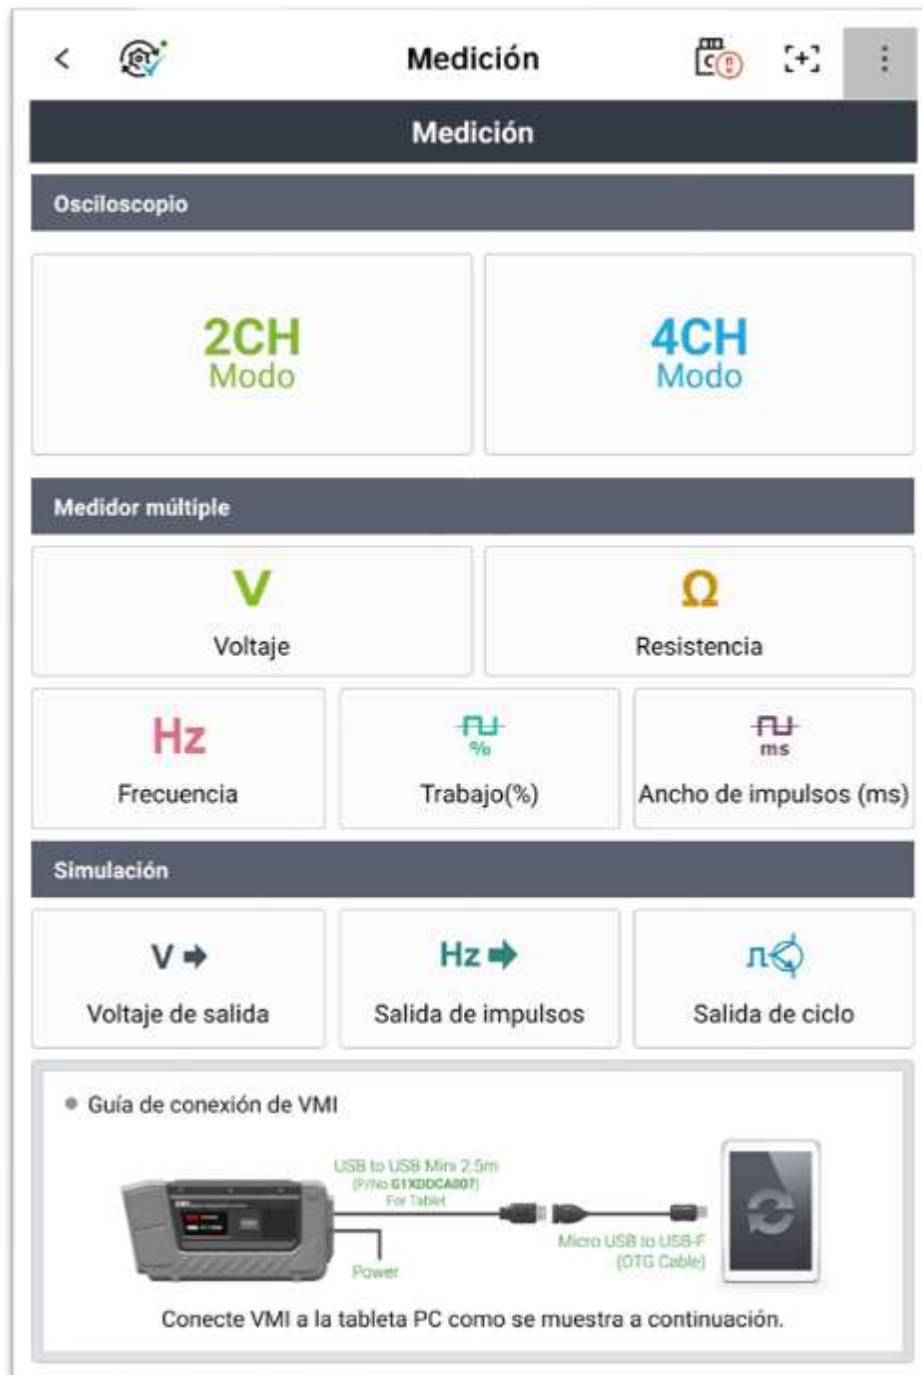 Medición
Medición
Osciloscopio
2CH
Modo
4CH
Modo
Medidor múltiple
V
Voltaje
Ω
Resistencia
Hz
Frecuencia
%
Trabajo(%)
ms
Ancho de impulsos (ms)
Simulación
V
Voltaje de salida
Hz
Salida de impulsos
Salida de ciclo
Guía de conexión de VMI
USB to USB Mini 2.5m
(P/No G1XDDCA007)
For Tablet
Power
Micro USB to USB-F
(OTG Cable)
Conecte VMI a la tableta PC como se muestra a continuación.